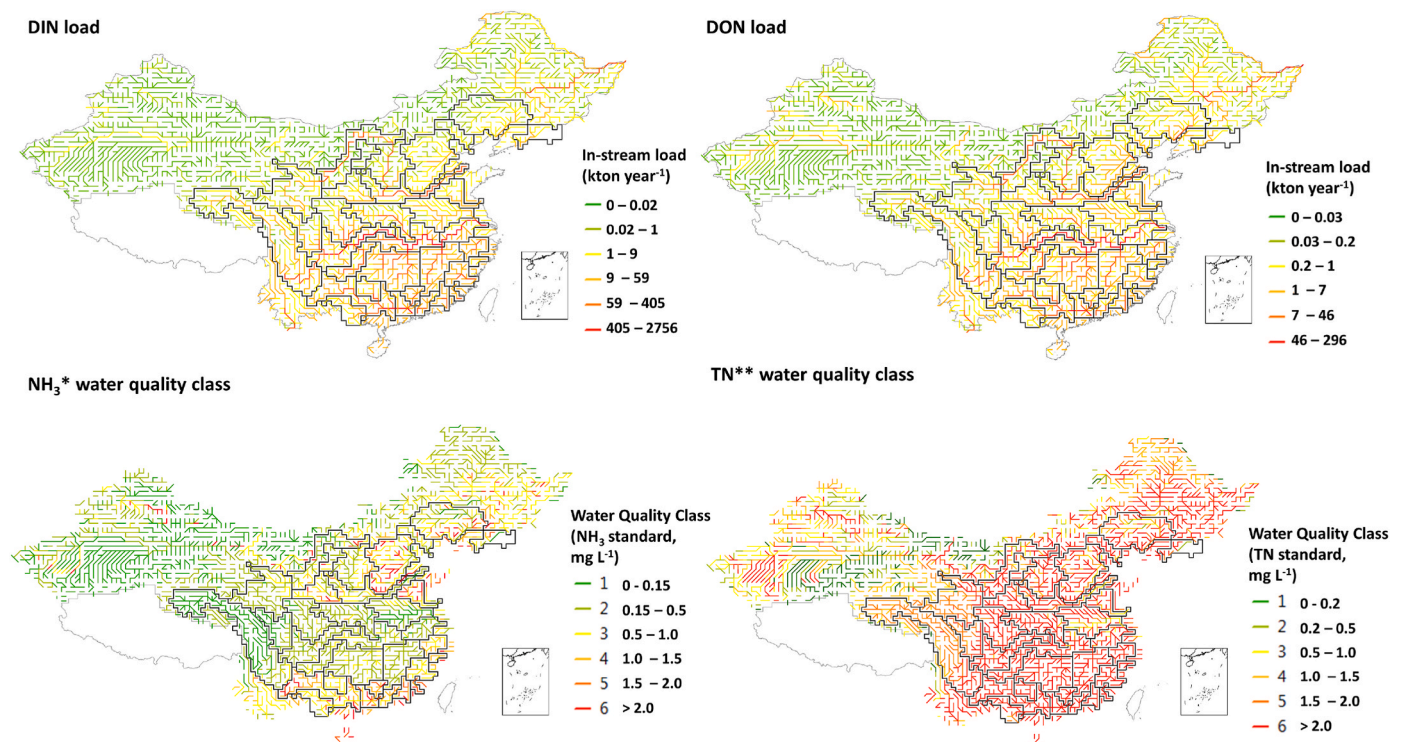 DIN load
In-stream load
(kton year⁻¹)
0 – 0.02
0.02 – 1
1 – 9
9 – 59
59 – 405
405 – 2756
DON load
In-stream load
(kton year⁻¹)
0 – 0.03
0.03 – 0.2
0.2 – 1
1 – 7
7 – 46
46 – 296
NH₃* water quality class
Water Quality Class
(NH₃ standard,
mg L⁻¹)
1 0 - 0.15
2 0.15 – 0.5
3 0.5 – 1.0
4 1.0 – 1.5
5 1.5 – 2.0
6 > 2.0
TN** water quality class
Water Quality Class
(TN standard,
mg L⁻¹)
1 0 - 0.2
2 0.2 – 0.5
3 0.5 – 1.0
4 1.0 – 1.5
5 1.5 – 2.0
6 > 2.0